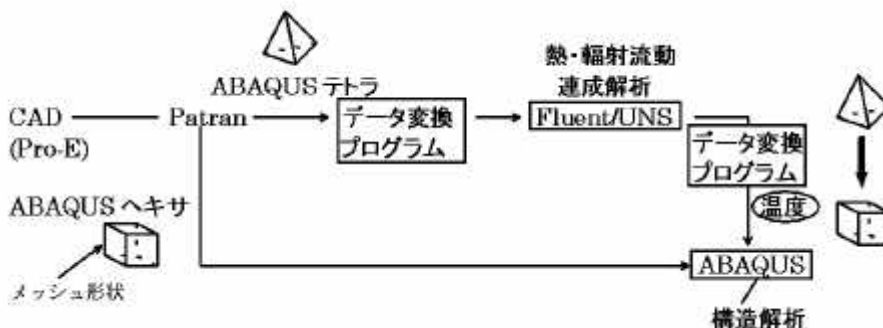 熱・輻射流動
連成解析
ABAQUS テトラ
CAD
(Pro-E)
Patran
データ変換
プログラム
Fluent/UNS
データ変換
プログラム
温度
ABAQUS ヘキサ
メッシュ形状
ABAQUS
構造解析